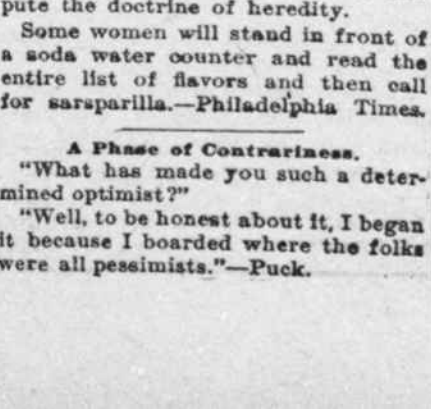 pute the doctrine of heredity.
Some women will stand in front of
a soda water counter and read the
entire list of flavors and then call
for sarsparilla.—Philadelphia Times.
A Phase of Contrariness.
"What has made you such a deter-
mined optimist?"
"Well, to be honest about it, I began
it because I boarded where the folks
were all pessimists."—Puck.